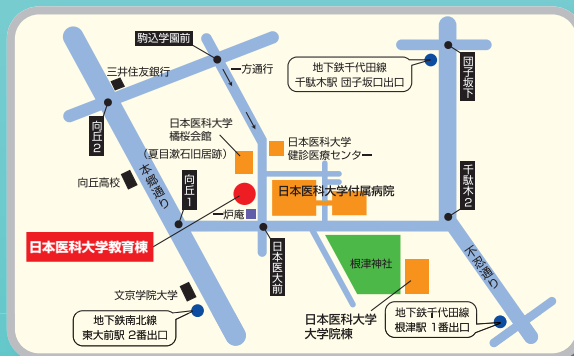 駒込学園前
三井住友銀行
一方通行
地下鉄千代田線
千駄木駅 団子坂口出口
団子坂下
向丘2
日本医科大学
橘桜会館
(夏目漱石旧居跡)
日本医科大学
健診医療センター
向丘高校
本郷通り
向丘1
日本医科大学付属病院
千駄木2
一炉庵
日本医科大学教育棟
日本医大前
根津神社
不忍通り
文京学院大学
地下鉄南北線
東大前駅 2番出口
日本医科大学
大学院棟
地下鉄千代田線
根津駅 1番出口